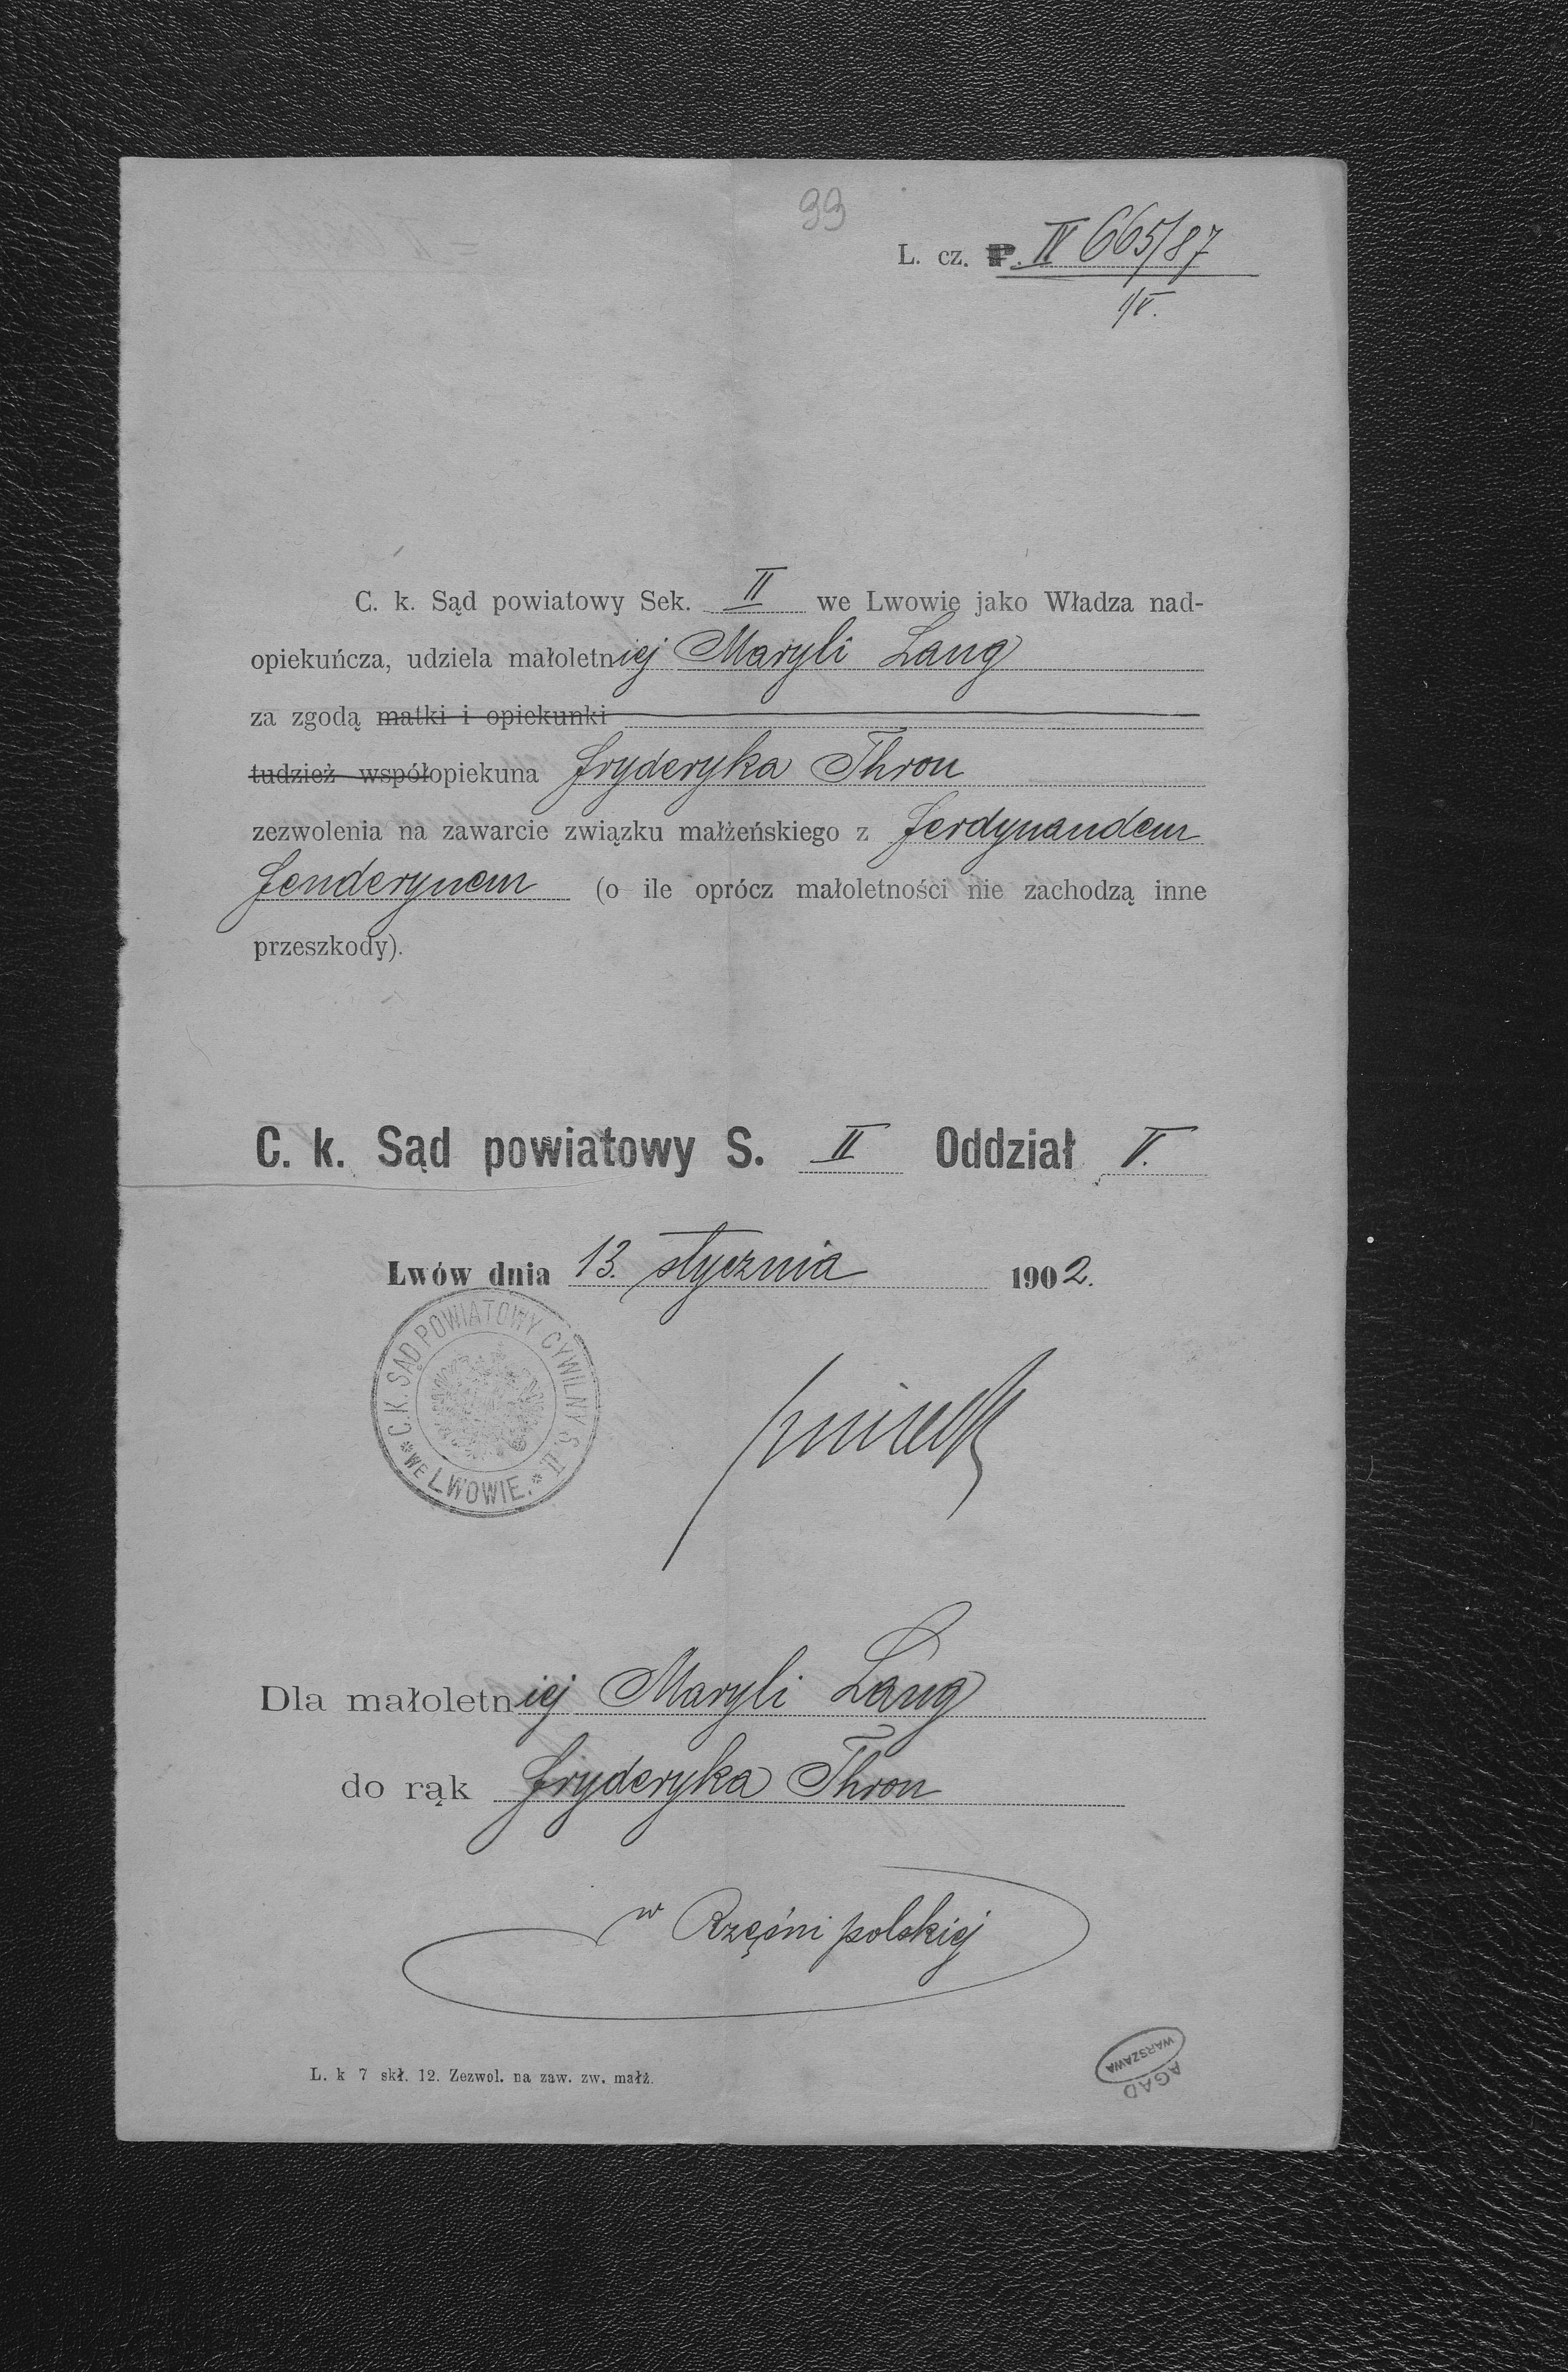 33
L. cz. P. IV 665/87
1/V.
C. k. Sąd powiatowy Sek. II we Lwowie jako Władza nad-
opiekuńcza, udziela małoletniej Maryli Lang
za zgodą matki i opiekunki
tudzież współopiekuna Fryderyka Thron
zezwolenia na zawarcie związku małżeńskiego z Ferdynandem
Fenderynem (o ile oprócz małoletności nie zachodzą inne
przeszkody).
C. k. Sąd powiatowy S. II Oddział V.
Lwów dnia 13. stycznia 1902.
C. K. SĄD POWIATOWY CYWILNY S. II. * WE LWOWIE. *
Dla małoletniej Maryli Lang
do rąk Fryderyka Thron
w Rzęśni polskiej
L. k 7 skł. 12. Zezwol. na zaw. zw. małż.
AGAD
WARSZAWA